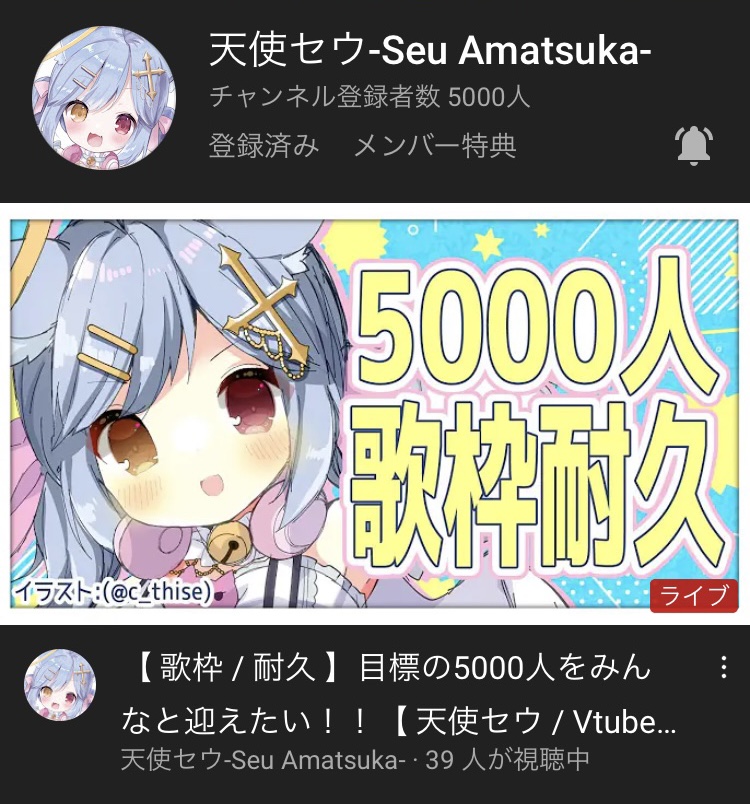 天使セウ-Seu Amatsuka-
チャンネル登録者数 5000人
登録済み メンバー特典
5000人
歌枠耐久
イラスト:(@c_thise)
ライブ
【 歌枠 / 耐久 】 目標の5000人をみん
なと迎えたい！！【 天使セウ / Vtube…
天使セウ-Seu Amatsuka- · 39 人が視聴中